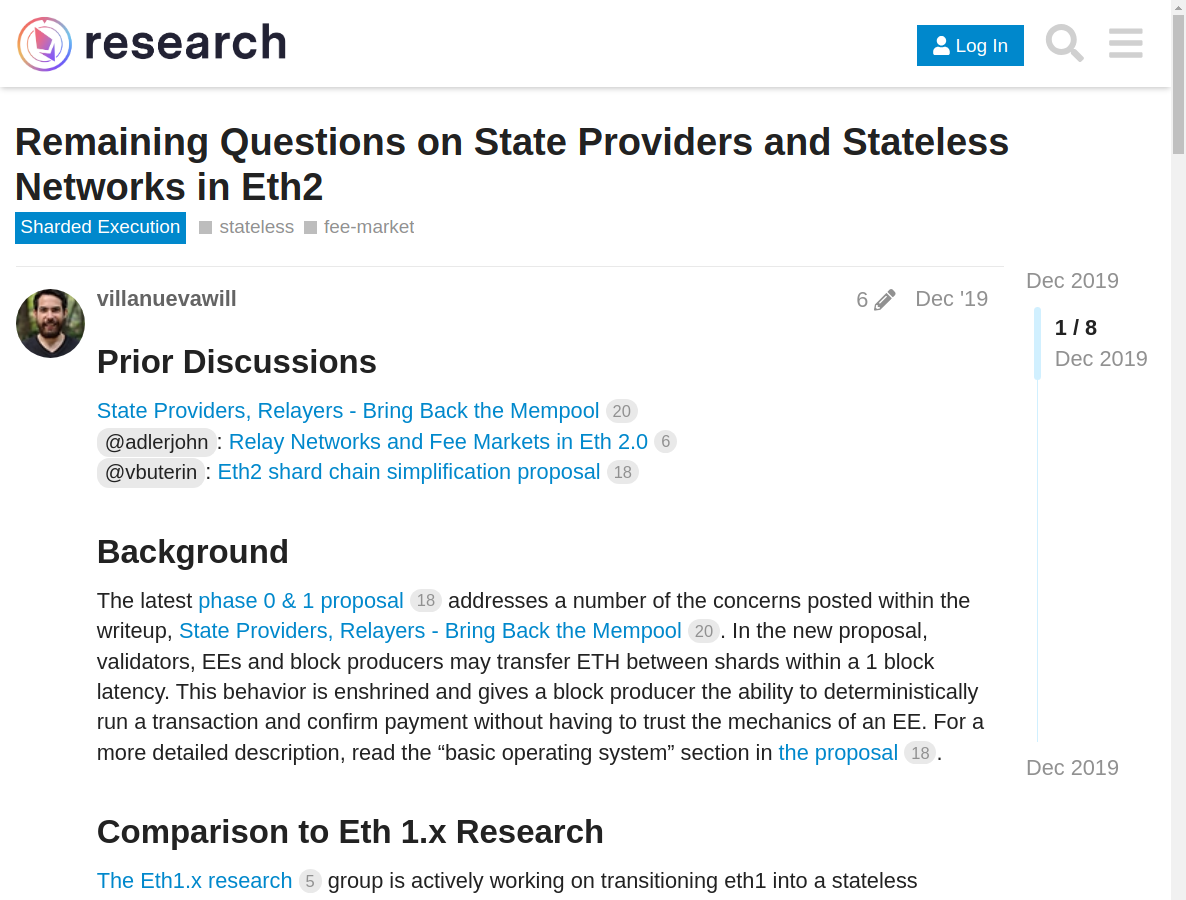 research
Log In
Remaining Questions on State Providers and Stateless
Networks in Eth2
Sharded Execution stateless fee-market
villanuevawill 6 Dec '19
Prior Discussions
State Providers, Relayers - Bring Back the Mempool 20
@adlerjohn : Relay Networks and Fee Markets in Eth 2.0 6
@vbuterin : Eth2 shard chain simplification proposal 18
Background
The latest phase 0 & 1 proposal 18 addresses a number of the concerns posted within the
writeup, State Providers, Relayers - Bring Back the Mempool 20 . In the new proposal,
validators, EEs and block producers may transfer ETH between shards within a 1 block
latency. This behavior is enshrined and gives a block producer the ability to deterministically
run a transaction and confirm payment without having to trust the mechanics of an EE. For a
more detailed description, read the “basic operating system” section in the proposal 18 .
Comparison to Eth 1.x Research
The Eth1.x research 5 group is actively working on transitioning eth1 into a stateless
Dec 2019
1 / 8
Dec 2019
Dec 2019